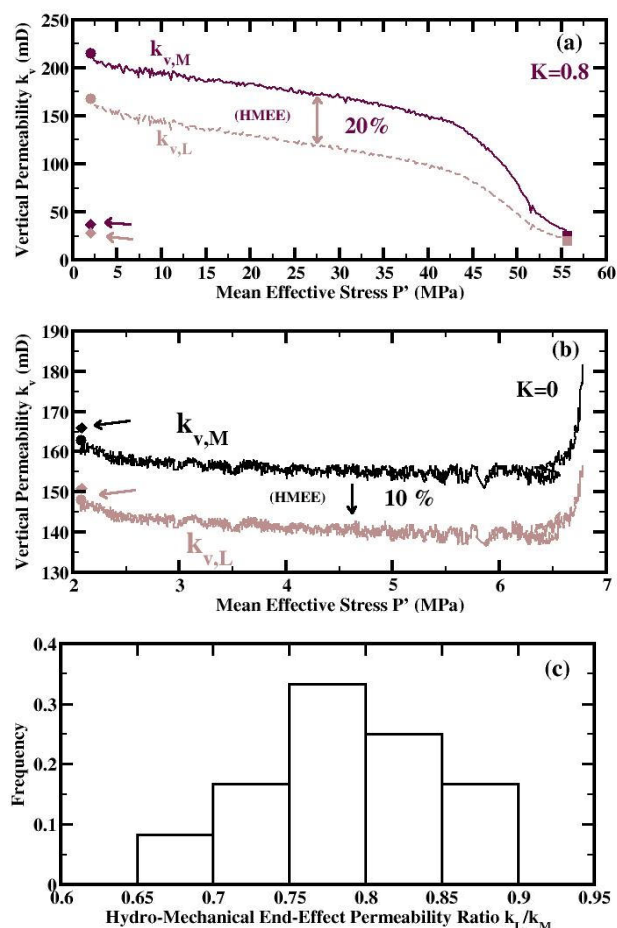 250
200
150
100
50
0
Vertical Permeability k_v (mD)
k_v,M
(a)
K=0.8
(HMEE)
20%
k_v,L
0 5 10 15 20 25 30 35 40 45 50 55 60
Mean Effective Stress P' (MPa)
190
180
170
160
150
140
130
Vertical Permeability k_v (mD)
(b)
K=0
k_v,M
(HMEE)
10 %
k_v,L
2 3 4 5 6 7
Mean Effective Stress P' (MPa)
0.4
0.3
0.2
0.1
0
Frequency
(c)
0.6 0.65 0.7 0.75 0.8 0.85 0.9 0.95
Hydro-Mechanical End-Effect Permeability Ratio k_L/k_M